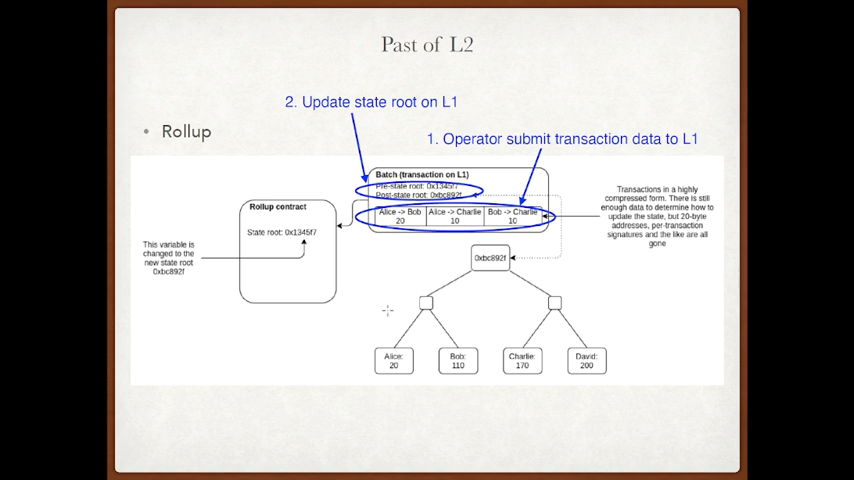 Past of L2
2. Update state root on L1
• Rollup
1. Operator submit transaction data to L1
Batch (transaction on L1)
Pre-state root: 0x1345f7
Post-state root: 0xbc892f
Alice -> Bob
20
Alice -> Charlie
10
Bob -> Charlie
10
Transactions in a highly
compressed form. There is still
enough data to determine how to
update the state, but 20-byte
addresses, per-transaction
signatures and the like are all
gone
Rollup contract
State root: 0x1345f7
This variable is
changed to the
new state root
0xbc892f
0xbc892f
Alice:
20
Bob:
110
Charlie:
170
David:
200